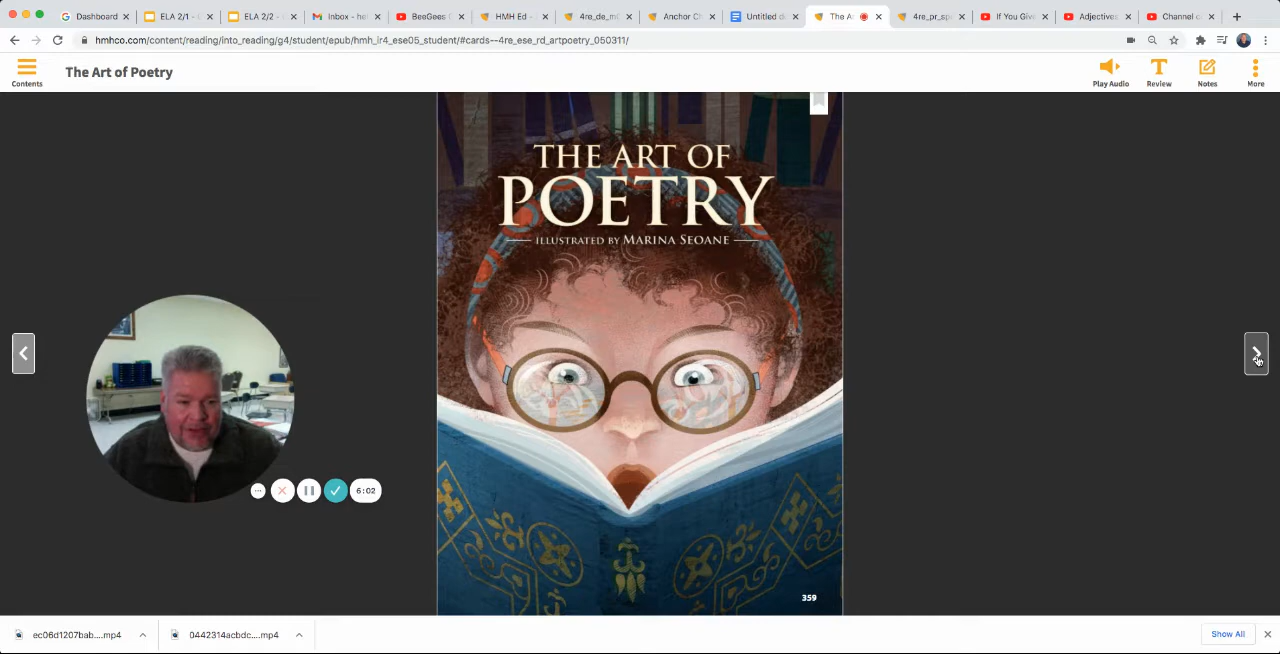 Dashboard
ELA 2/1 -
ELA 2/2 -
Inbox - he
BeeGees
HMH Ed -
4re_de_m
Anchor C
Untitled d
The A
4re_pr_sp
If You Giv
Adjectives
Channel c
hmhco.com/content/reading/into_reading/g4/student/epub/hmh_ir4_ese05_student/#cards--4re_ese_rd_artpoetry_050311/
Contents
The Art of Poetry
Play Audio
Review
Notes
More
THE ART OF
POETRY
ILLUSTRATED BY MARINA SEOANE
6:02
359
ec06d1207bab....mp4
0442314acbdc....mp4
Show All